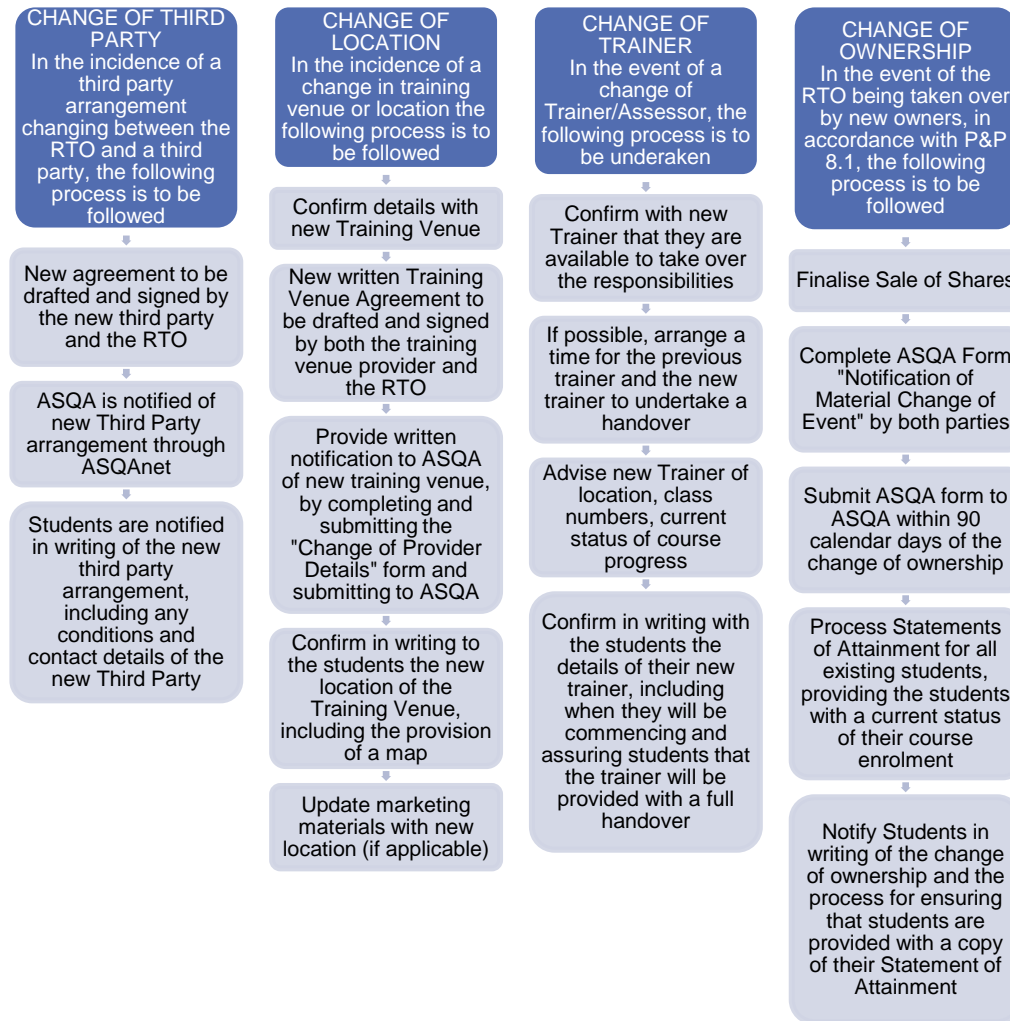 CHANGE OF THIRD
PARTY
In the incidence of a
third party
arrangement
changing between the
RTO and a third
party, the following
process is to be
followed
New agreement to be
drafted and signed by
the new third party
and the RTO
ASQA is notified of
new Third Party
arrangement through
ASQAnet
Students are notified
in writing of the new
third party
arrangement,
including any
conditions and
contact details of the
new Third Party
CHANGE OF
LOCATION
In the incidence of a
change in training
venue or location the
following process is to
be followed
Confirm details with
new Training Venue
New written Training
Venue Agreement to
be drafted and signed
by both the training
venue provider and
the RTO
Provide written
notification to ASQA
of new training venue,
by completing and
submitting the
"Change of Provider
Details" form and
submitting to ASQA
Confirm in writing to
the students the new
location of the
Training Venue,
including the provision
of a map
Update marketing
materials with new
location (if applicable)
CHANGE OF
TRAINER
In the event of a
change of
Trainer/Assessor, the
following process is to
be underaken
Confirm with new
Trainer that they are
available to take over
the responsibilities
If possible, arrange a
time for the previous
trainer and the new
trainer to undertake a
handover
Advise new Trainer of
location, class
numbers, current
status of course
progress
Confirm in writing with
the students the
details of their new
trainer, including
when they will be
commencing and
assuring students that
the trainer will be
provided with a full
handover
CHANGE OF
OWNERSHIP
In the event of the
RTO being taken over
by new owners, in
accordance with P&P
8.1, the following
process is to be
followed
Finalise Sale of Shares
Complete ASQA Form
"Notification of
Material Change of
Event" by both parties
Submit ASQA form to
ASQA within 90
calendar days of the
change of ownership
Process Statements
of Attainment for all
existing students,
providing the students
with a current status
of their course
enrolment
Notify Students in
writing of the change
of ownership and the
process for ensuring
that students are
provided with a copy
of their Statement of
Attainment